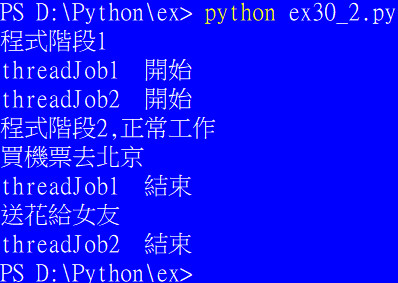 PS D:\Python\ex> python ex30_2.py
程式階段1
threadJob1  開始
threadJob2  開始
程式階段2,正常工作
買機票去北京
threadJob1  結束
送花給女友
threadJob2  結束
PS D:\Python\ex>